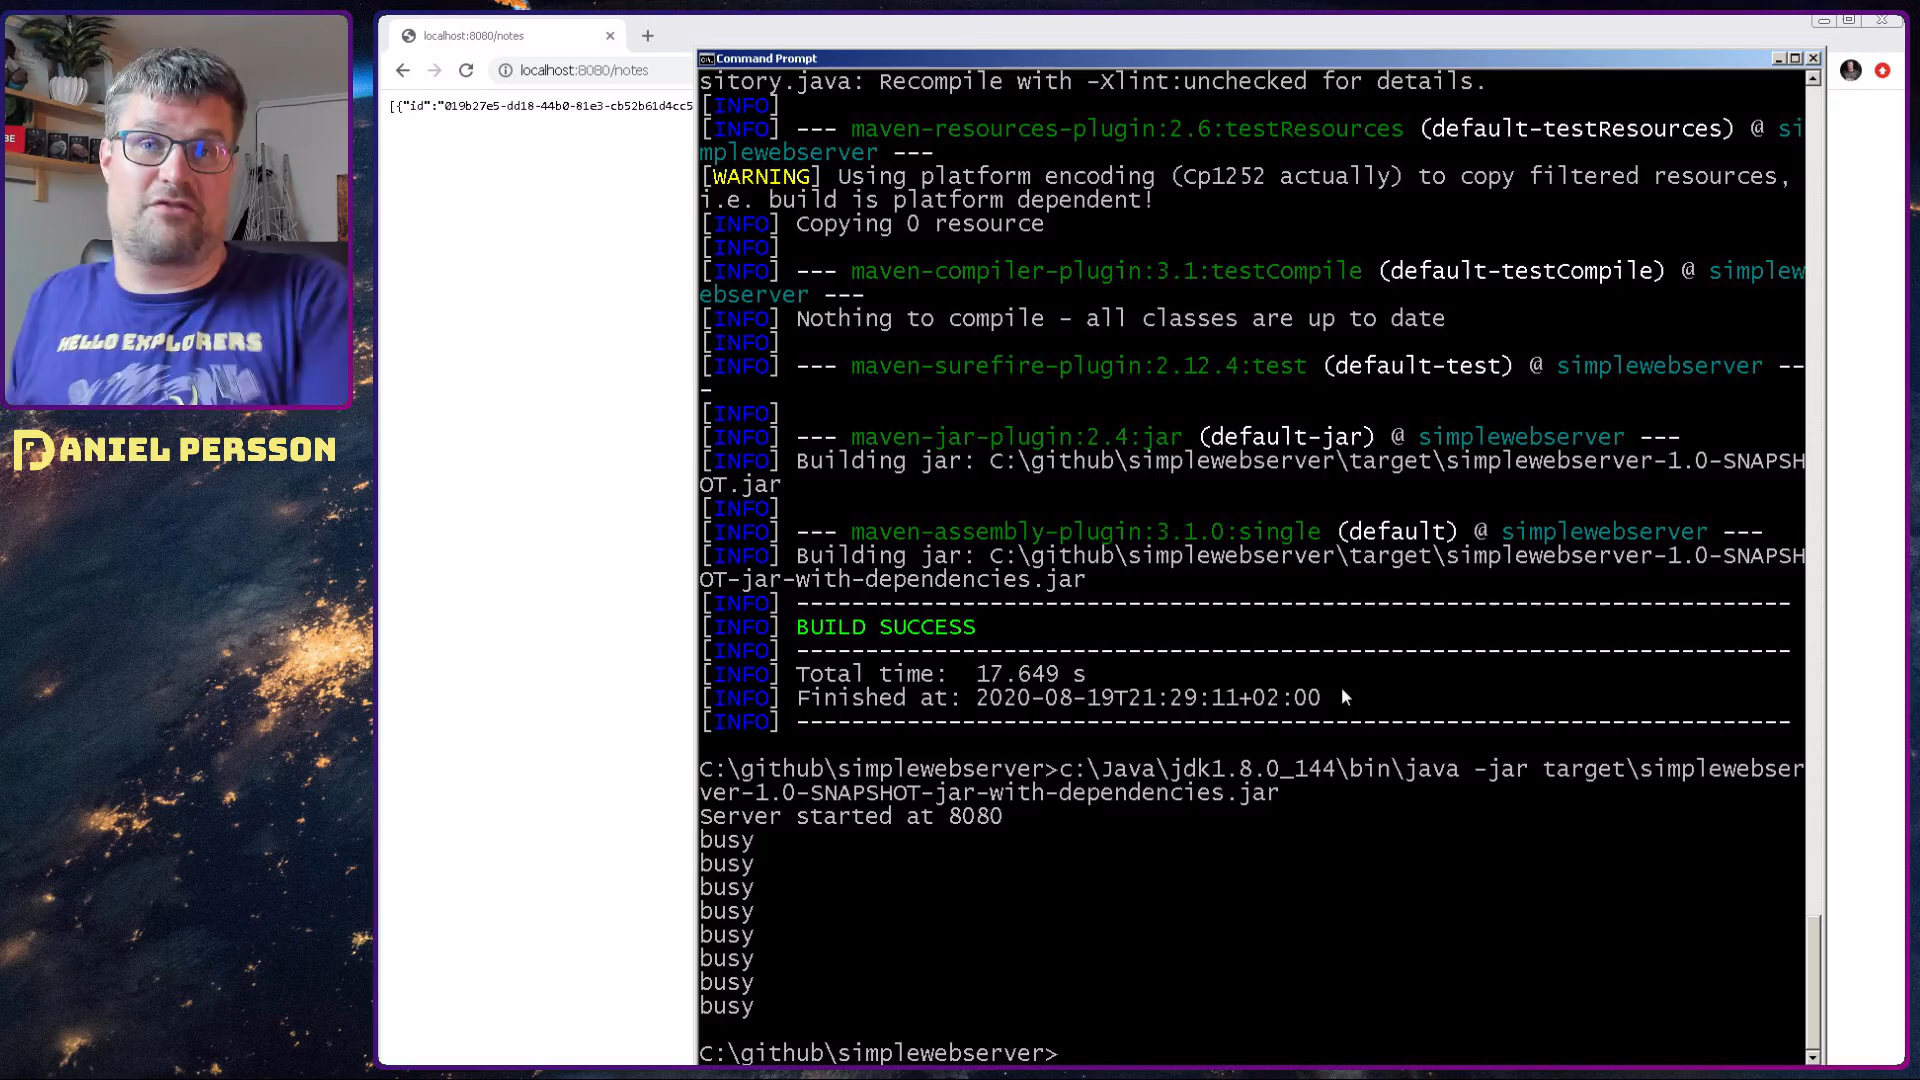 localhost:8080/notes
localhost:8080/notes
[{"id":"019b27e5-dd18-44b0-81e3-cb52b61d4cc5
HELLO EXPLORERS
DANIEL PERSSON
Command Prompt
sitory.java: Recompile with -Xlint:unchecked for details.
[INFO]
[INFO] --- maven-resources-plugin:2.6:testResources (default-testResources) @ si
mplewebserver ---
[WARNING] Using platform encoding (Cp1252 actually) to copy filtered resources,
i.e. build is platform dependent!
[INFO] Copying 0 resource
[INFO]
[INFO] --- maven-compiler-plugin:3.1:testCompile (default-testCompile) @ simplew
ebserver ---
[INFO] Nothing to compile - all classes are up to date
[INFO]
[INFO] --- maven-surefire-plugin:2.12.4:test (default-test) @ simplewebserver --
-
[INFO]
[INFO] --- maven-jar-plugin:2.4:jar (default-jar) @ simplewebserver ---
[INFO] Building jar: C:\github\simplewebserver\target\simplewebserver-1.0-SNAPSH
OT.jar
[INFO]
[INFO] --- maven-assembly-plugin:3.1.0:single (default) @ simplewebserver ---
[INFO] Building jar: C:\github\simplewebserver\target\simplewebserver-1.0-SNAPSH
OT-jar-with-dependencies.jar
[INFO] ------------------------------------------------------------------------
[INFO] BUILD SUCCESS
[INFO] ------------------------------------------------------------------------
[INFO] Total time:  17.649 s
[INFO] Finished at: 2020-08-19T21:29:11+02:00
[INFO] ------------------------------------------------------------------------
C:\github\simplewebserver>c:\Java\jdk1.8.0_144\bin\java -jar target\simplewebser
ver-1.0-SNAPSHOT-jar-with-dependencies.jar
Server started at 8080
busy
busy
busy
busy
busy
busy
busy
busy
C:\github\simplewebserver>